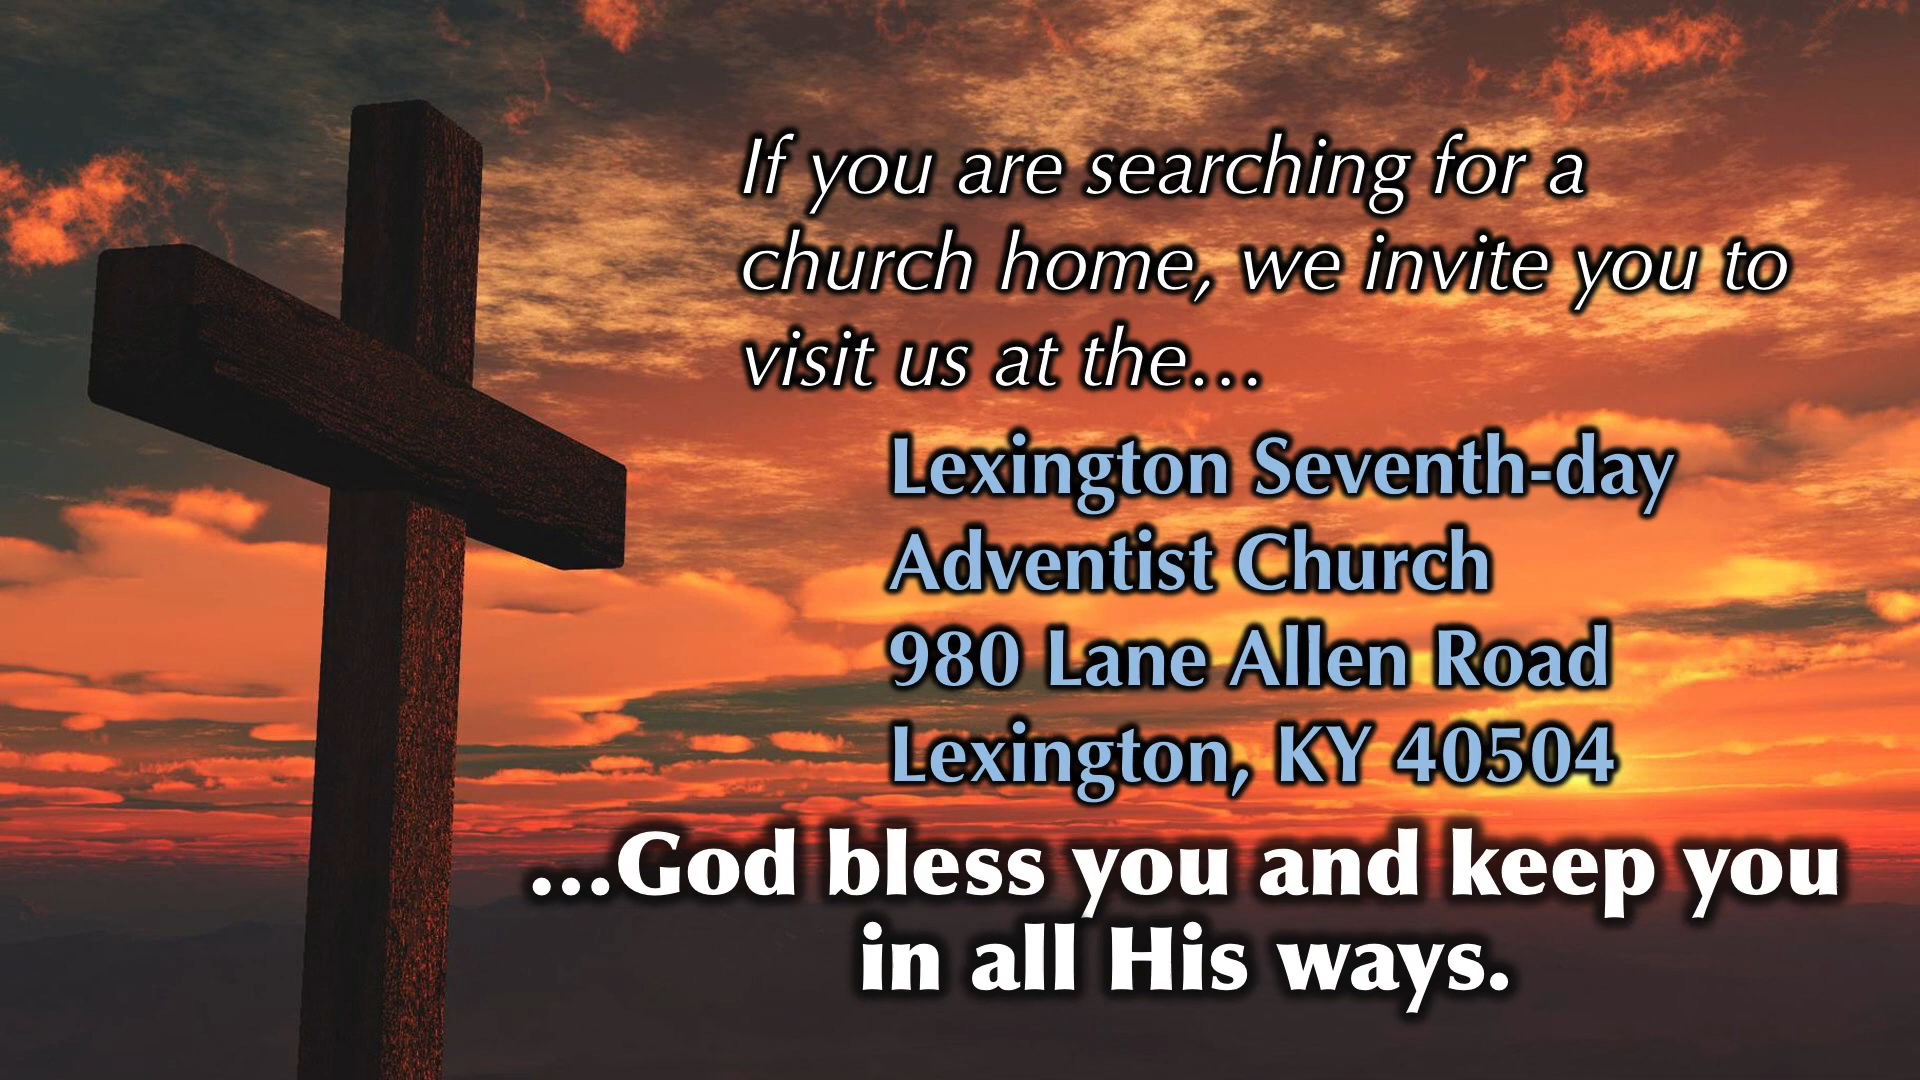 If you are searching for a
church home, we invite you to
visit us at the…
Lexington Seventh-day
Adventist Church
980 Lane Allen Road
Lexington, KY 40504
…God bless you and keep you
in all His ways.